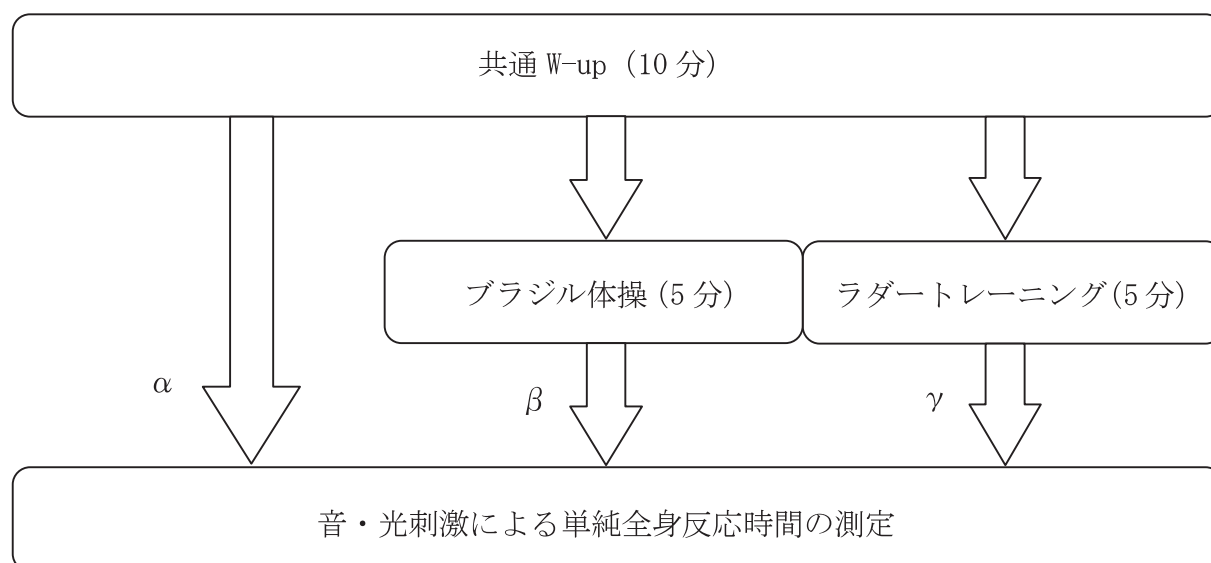 共通 W-up (10 分)
ブラジル体操 (5 分)
ラダートレーニング (5 分)
α
β
γ
音・光刺激による単純全身反応時間の測定